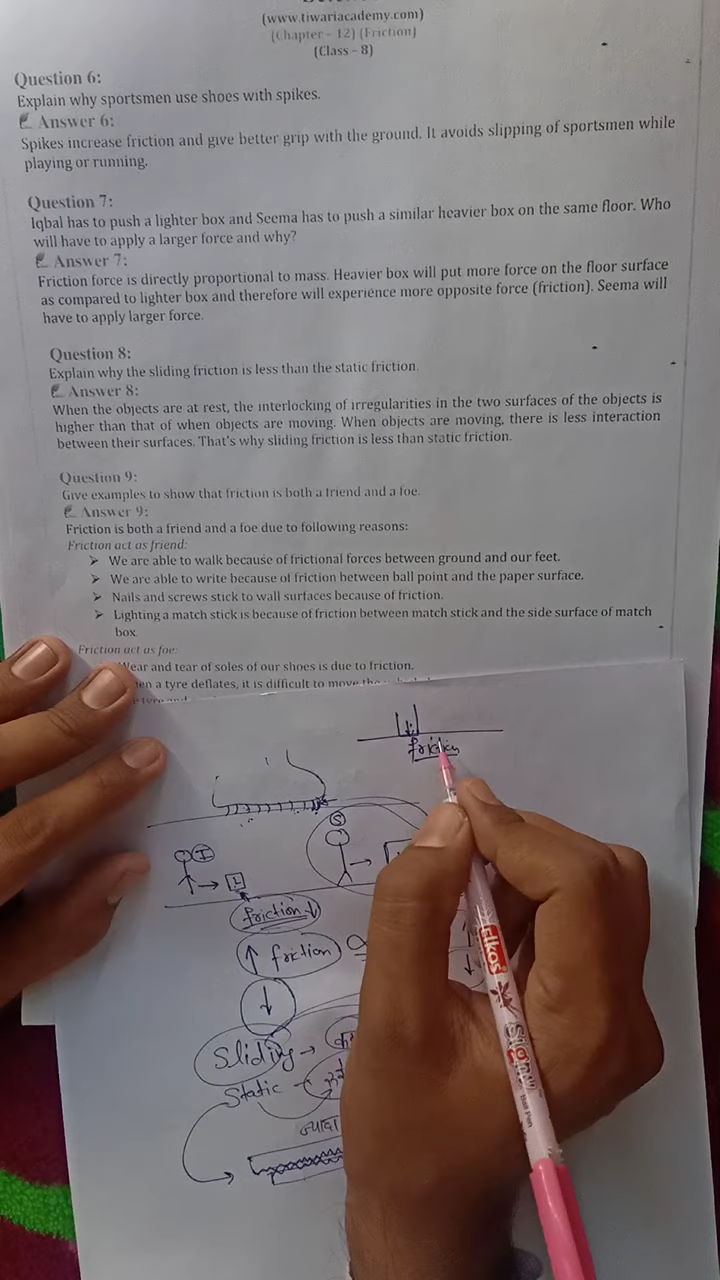 (www.tiwariacademy.com)
(Chapter – 12) (Friction)
(Class – 8)
Question 6:
Explain why sportsmen use shoes with spikes.
Answer 6:
Spikes increase friction and give better grip with the ground. It avoids slipping of sportsmen while
playing or running.
Question 7:
Iqbal has to push a lighter box and Seema has to push a similar heavier box on the same floor. Who
will have to apply a larger force and why?
Answer 7:
Friction force is directly proportional to mass. Heavier box will put more force on the floor surface
as compared to lighter box and therefore will experience more opposite force (friction). Seema will
have to apply larger force.
Question 8:
Explain why the sliding friction is less than the static friction.
Answer 8:
When the objects are at rest, the interlocking of irregularities in the two surfaces of the objects is
higher than that of when objects are moving. When objects are moving, there is less interaction
between their surfaces. That's why sliding friction is less than static friction.
Question 9:
Give examples to show that friction is both a friend and a foe.
Answer 9:
Friction is both a friend and a foe due to following reasons:
Friction act as friend:
➢ We are able to walk because of frictional forces between ground and our feet.
➢ We are able to write because of friction between ball point and the paper surface.
➢ Nails and screws stick to wall surfaces because of friction.
➢ Lighting a match stick is because of friction between match stick and the side surface of match
box.
Friction act as foe:
Wear and tear of soles of our shoes is due to friction.
en a tyre deflates, it is difficult to move the
friction
S
I
L
friction ↓
↑ friction
↓
Sliding →
Static
ज्यादा
elkos
Signy
Ball Pen